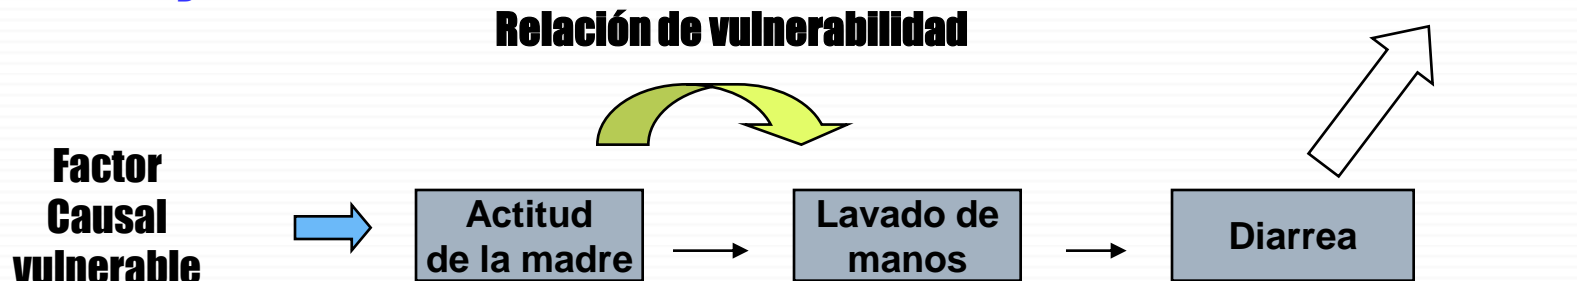 Relación de vulnerabilidad
Factor
Causal
vulnerable
Actitud
de la madre
Lavado de
manos
Diarrea